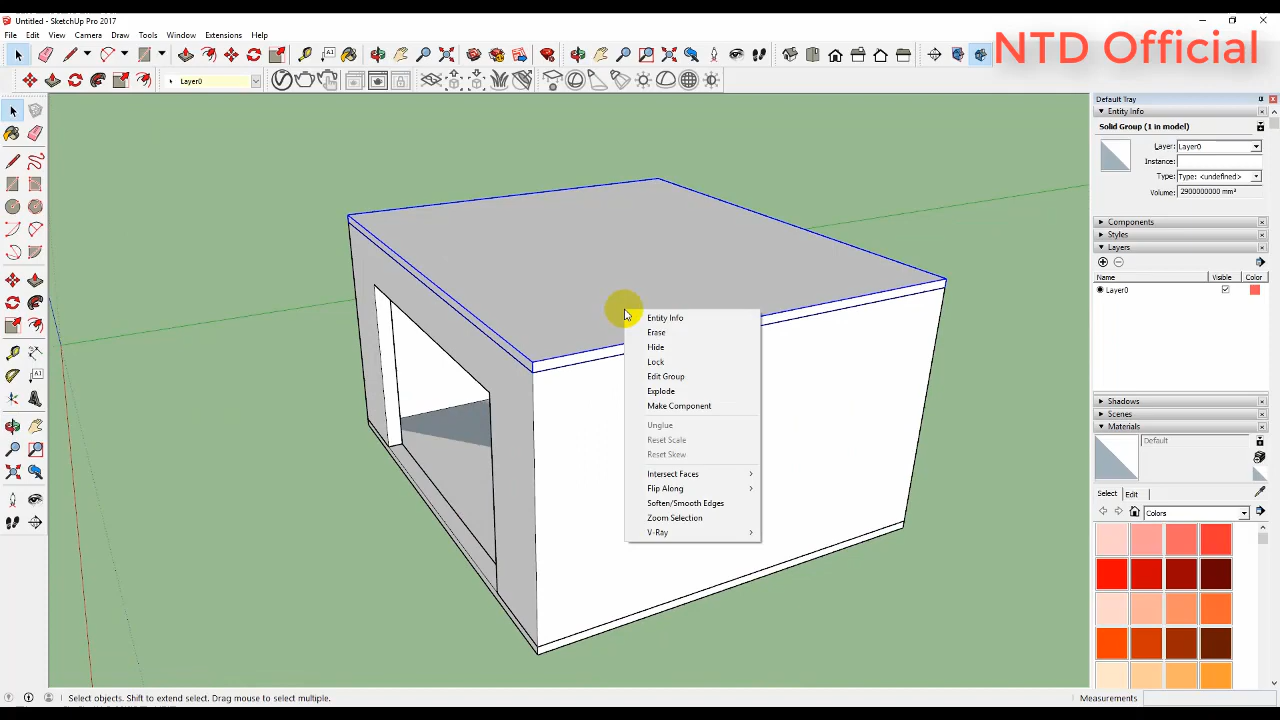 Untitled - SketchUp Pro 2017
File Edit View Camera Draw Tools Window Extensions Help
NTD Official
Layer0
Default Tray
Entity Info
Solid Group (1 in model)
Layer: Layer0
Instance:
Type: Type: <undefined>
Volume: 2900000000 mm³
Components
Styles
Layers
Name Visible Color
Layer0
Shadows
Scenes
Materials
Default
Select Edit
Colors
Entity Info
Erase
Hide
Lock
Edit Group
Explode
Make Component
Unglue
Reset Scale
Reset Skew
Intersect Faces
Flip Along
Soften/Smooth Edges
Zoom Selection
V-Ray
Select objects. Shift to extend select. Drag mouse to select multiple.
Measurements